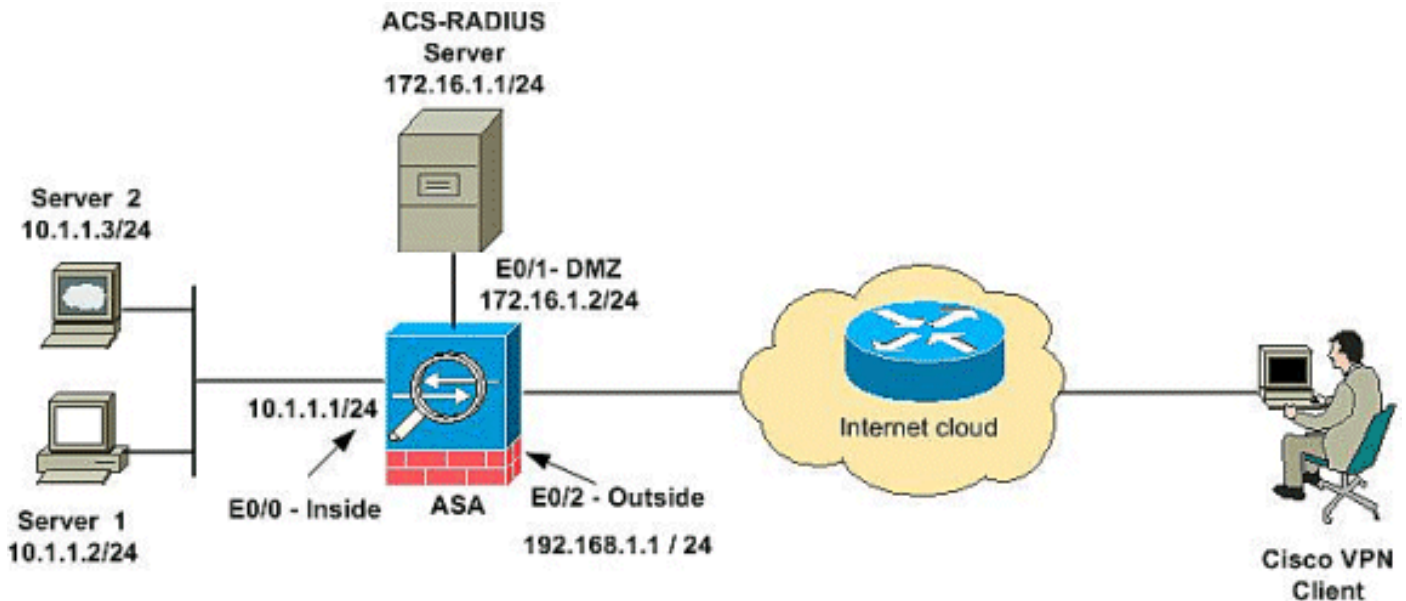 ACS-RADIUS
Server
172.16.1.1/24
Server 2
10.1.1.3/24
E0/1- DMZ
172.16.1.2/24
10.1.1.1/24
Internet cloud
E0/0 - Inside
ASA
E0/2 - Outside
192.168.1.1 / 24
Server 1
10.1.1.2/24
Cisco VPN
Client